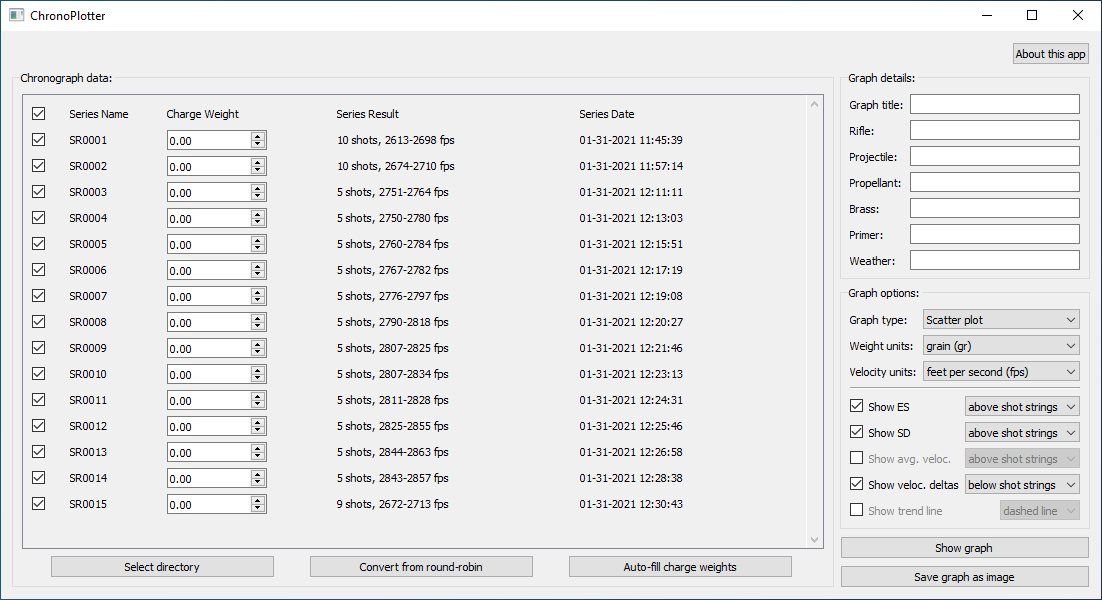 ChronoPlotter
About this app
Chronograph data:
Series Name Charge Weight Series Result Series Date
SR0001 0.00 10 shots, 2613-2698 fps 01-31-2021 11:45:39
SR0002 0.00 10 shots, 2674-2710 fps 01-31-2021 11:57:14
SR0003 0.00 5 shots, 2751-2764 fps 01-31-2021 12:11:11
SR0004 0.00 5 shots, 2750-2780 fps 01-31-2021 12:13:03
SR0005 0.00 5 shots, 2760-2784 fps 01-31-2021 12:15:51
SR0006 0.00 5 shots, 2767-2782 fps 01-31-2021 12:17:19
SR0007 0.00 5 shots, 2776-2797 fps 01-31-2021 12:19:08
SR0008 0.00 5 shots, 2790-2818 fps 01-31-2021 12:20:27
SR0009 0.00 5 shots, 2807-2825 fps 01-31-2021 12:21:46
SR0010 0.00 5 shots, 2807-2834 fps 01-31-2021 12:23:13
SR0011 0.00 5 shots, 2811-2828 fps 01-31-2021 12:24:31
SR0012 0.00 5 shots, 2825-2855 fps 01-31-2021 12:25:46
SR0013 0.00 5 shots, 2844-2863 fps 01-31-2021 12:26:58
SR0014 0.00 5 shots, 2843-2857 fps 01-31-2021 12:28:38
SR0015 0.00 9 shots, 2672-2713 fps 01-31-2021 12:30:43
Select directory
Convert from round-robin
Auto-fill charge weights
Graph details:
Graph title:
Rifle:
Projectile:
Propellant:
Brass:
Primer:
Weather:
Graph options:
Graph type: Scatter plot
Weight units: grain (gr)
Velocity units: feet per second (fps)
Show ES above shot strings
Show SD above shot strings
Show avg. veloc. above shot strings
Show veloc. deltas below shot strings
Show trend line dashed line
Show graph
Save graph as image